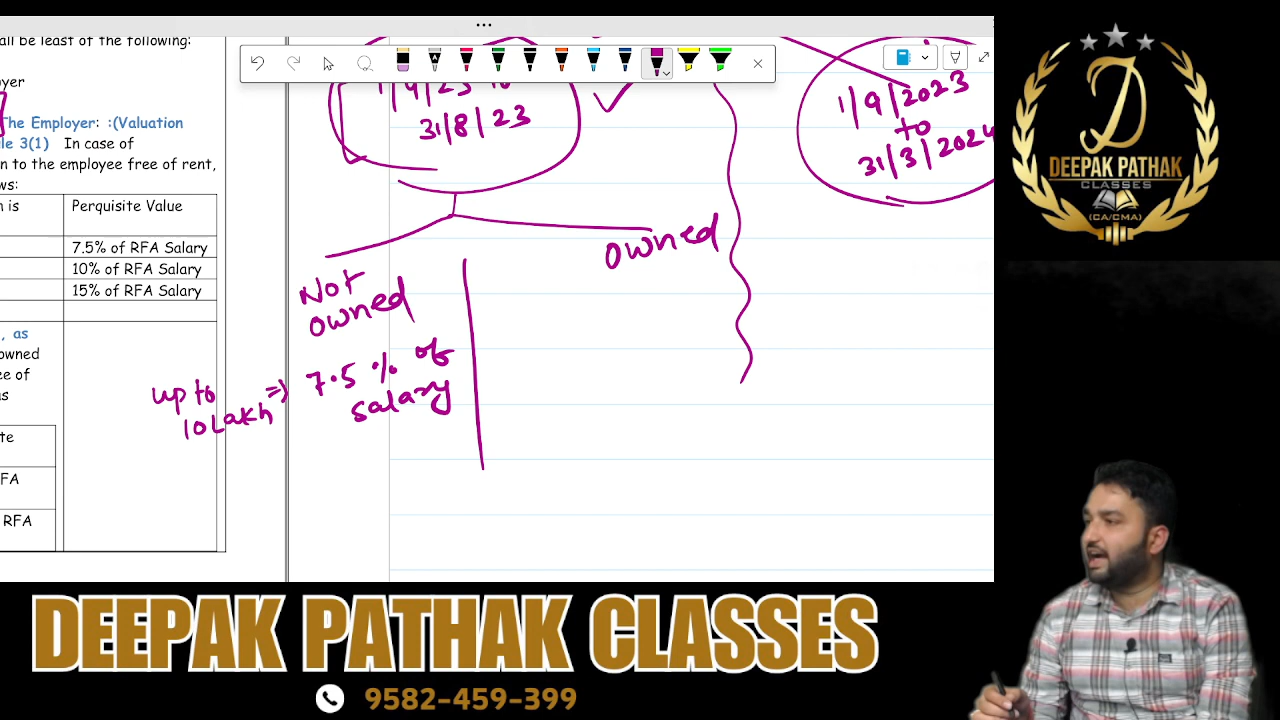 all be least of the following:
yer
The Employer: :(Valuation
le 3(1) In case of
n to the employee free of rent,
ws:
n is
Perquisite Value
7.5% of RFA Salary
10% of RFA Salary
15% of RFA Salary
, as
owned
ee of
as
te
FA
RFA
31/8/23
1/9/2023
to
31/3/2024
Not
owned
owned
up to
10Lakh => 7.5% of
salary
DEEPAK PATHAK
CLASSES
(CA/CMA)
DEEPAK PATHAK CLASSES
9582-459-399